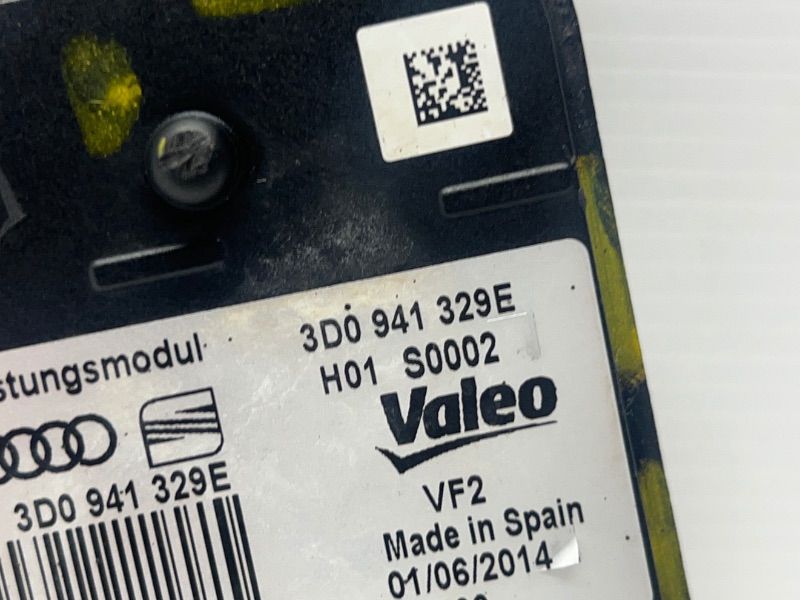 stungsmodul
3D0 941 329E
H01 S0002
Valeo
3D0 941 329E
VF2
Made in Spain
01/06/2014